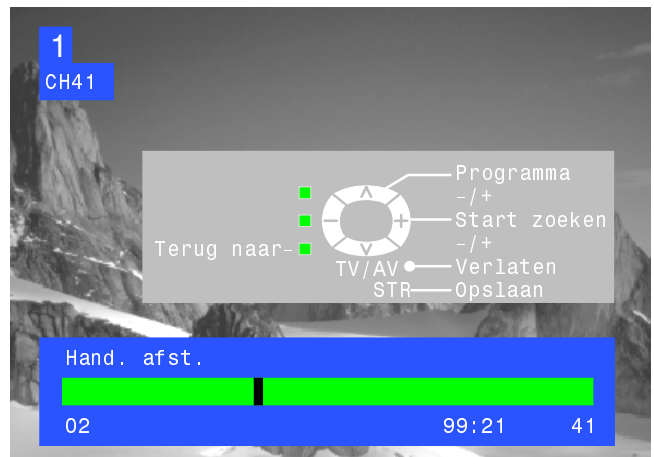 1
CH41
Programma
-/+
Start zoeken
-/+
Terug naar
TV/AV Verlaten
STR Opslaan
Hand. afst.
02 99:21 41